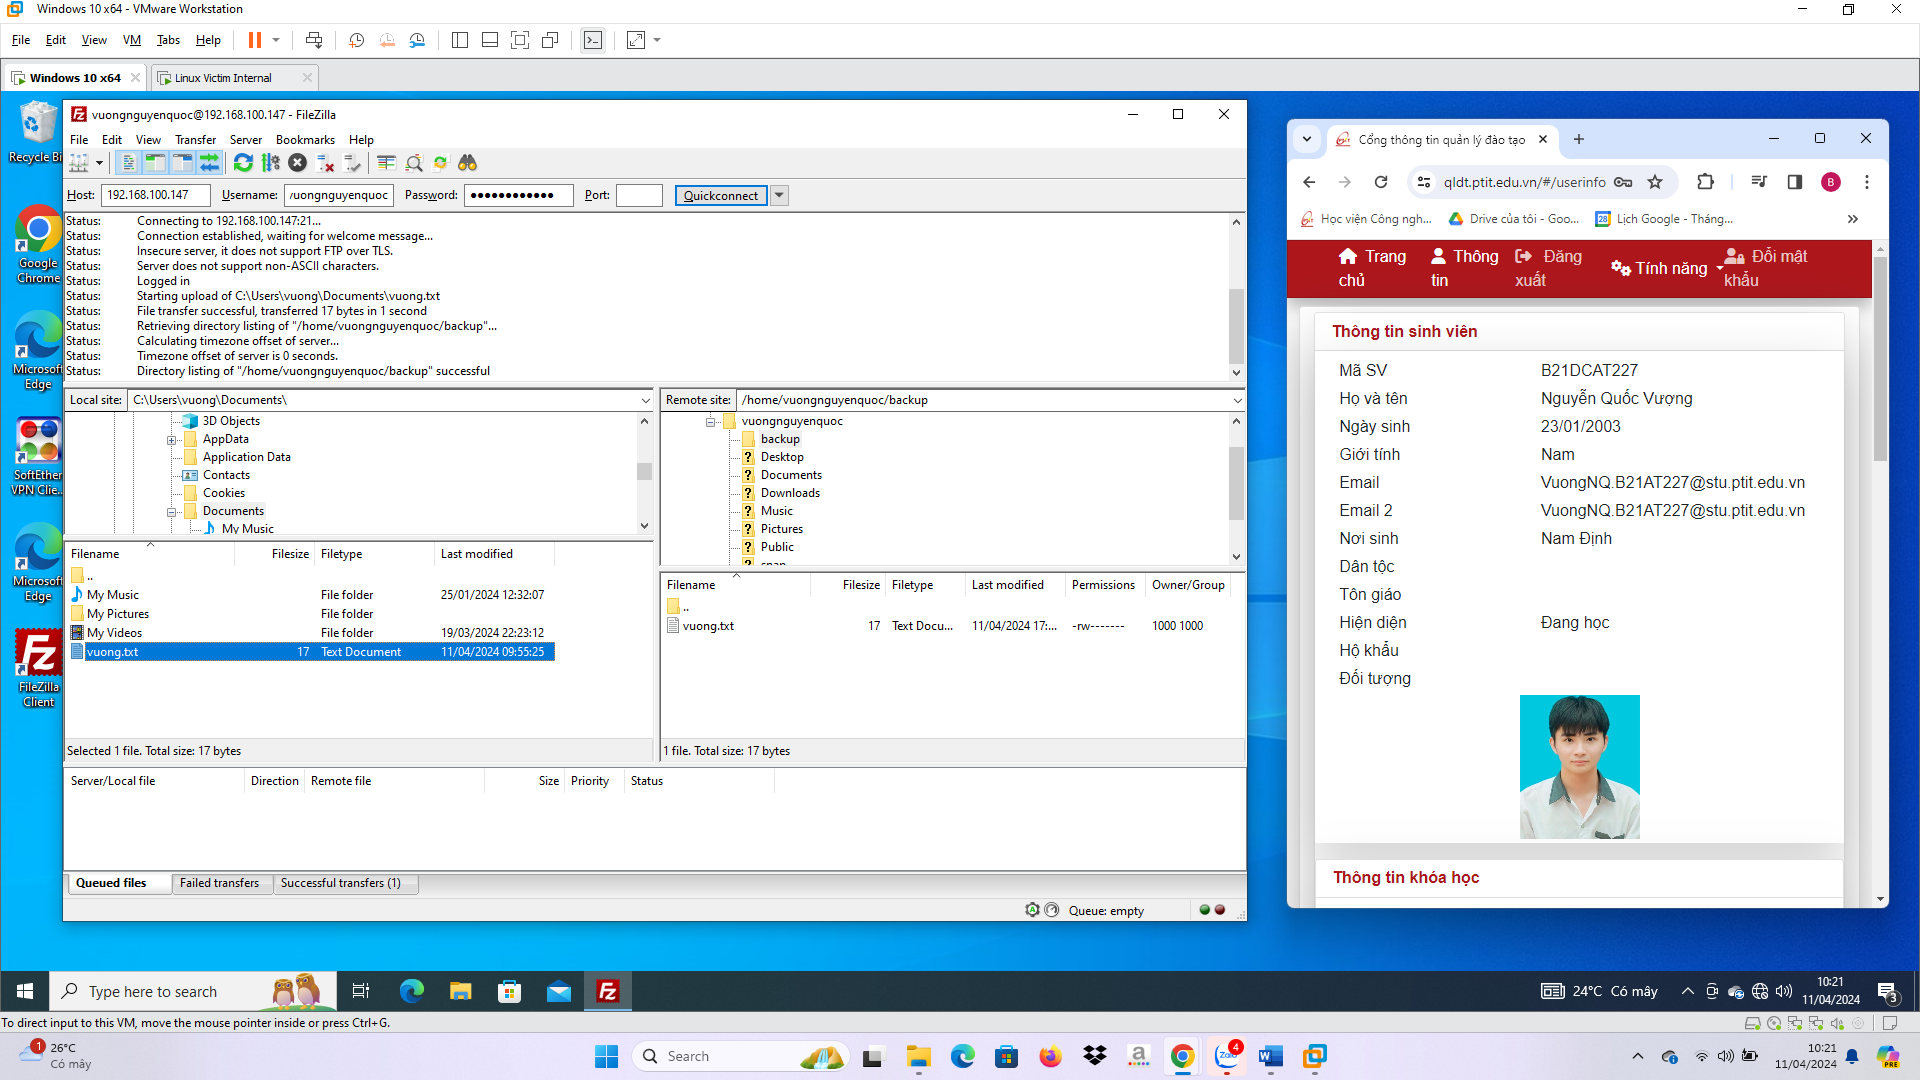 Windows 10 x64 - VMware Workstation
File Edit View VM Tabs Help
Windows 10 x64
Linux Victim Internal
Recycle Bi
Google
Chrome
Microsof
Edge
SoftEther
VPN Clie...
Microsof
Edge
FileZilla
Client
vuongnguyenquoc@192.168.100.147 - FileZilla
File Edit View Transfer Server Bookmarks Help
Host: 192.168.100.147 Username: vuongnguyenquoc Password: ●●●●●●●●●●●● Port: Quickconnect
Status: Connecting to 192.168.100.147:21...
Status: Connection established, waiting for welcome message...
Status: Insecure server, it does not support FTP over TLS.
Status: Server does not support non-ASCII characters.
Status: Logged in
Status: Starting upload of C:\Users\vuong\Documents\vuong.txt
Status: File transfer successful, transferred 17 bytes in 1 second
Status: Retrieving directory listing of "/home/vuongnguyenquoc/backup"...
Status: Calculating timezone offset of server...
Status: Timezone offset of server is 0 seconds.
Status: Directory listing of "/home/vuongnguyenquoc/backup" successful
Local site: C:\Users\vuong\Documents\
3D Objects
AppData
Application Data
Contacts
Cookies
Documents
My Music
Filename Filesize Filetype Last modified
..
My Music File folder 25/01/2024 12:32:07
My Pictures File folder
My Videos File folder 19/03/2024 22:23:12
vuong.txt 17 Text Document 11/04/2024 09:55:25
Selected 1 file. Total size: 17 bytes
Remote site: /home/vuongnguyenquoc/backup
vuongnguyenquoc
backup
Desktop
Documents
Downloads
Music
Pictures
Public
snap
Filename Filesize Filetype Last modified Permissions Owner/Group
..
vuong.txt 17 Text Docu... 11/04/2024 17:... -rw------- 1000 1000
1 file. Total size: 17 bytes
Server/Local file Direction Remote file Size Priority Status
Queued files Failed transfers Successful transfers (1)
Queue: empty
Cổng thông tin quản lý đào tạo
qldt.ptit.edu.vn/#/userinfo
B
Học viện Công ngh... Drive của tôi - Goo... 28 Lịch Google - Tháng...
Trang chủ
Thông tin
Đăng xuất
Tính năng
Đổi mật khẩu
Thông tin sinh viên
Mã SV B21DCAT227
Họ và tên Nguyễn Quốc Vượng
Ngày sinh 23/01/2003
Giới tính Nam
Email VuongNQ.B21AT227@stu.ptit.edu.vn
Email 2 VuongNQ.B21AT227@stu.ptit.edu.vn
Nơi sinh Nam Định
Dân tộc
Tôn giáo
Hiện diện Đang học
Hộ khẩu
Đối tượng
Thông tin khóa học
Type here to search
24°C Có mây
10:21
11/04/2024
3
To direct input to this VM, move the mouse pointer inside or press Ctrl+G.
1
26°C
Có mây
Search
Zalo
4
10:21
11/04/2024
PRE